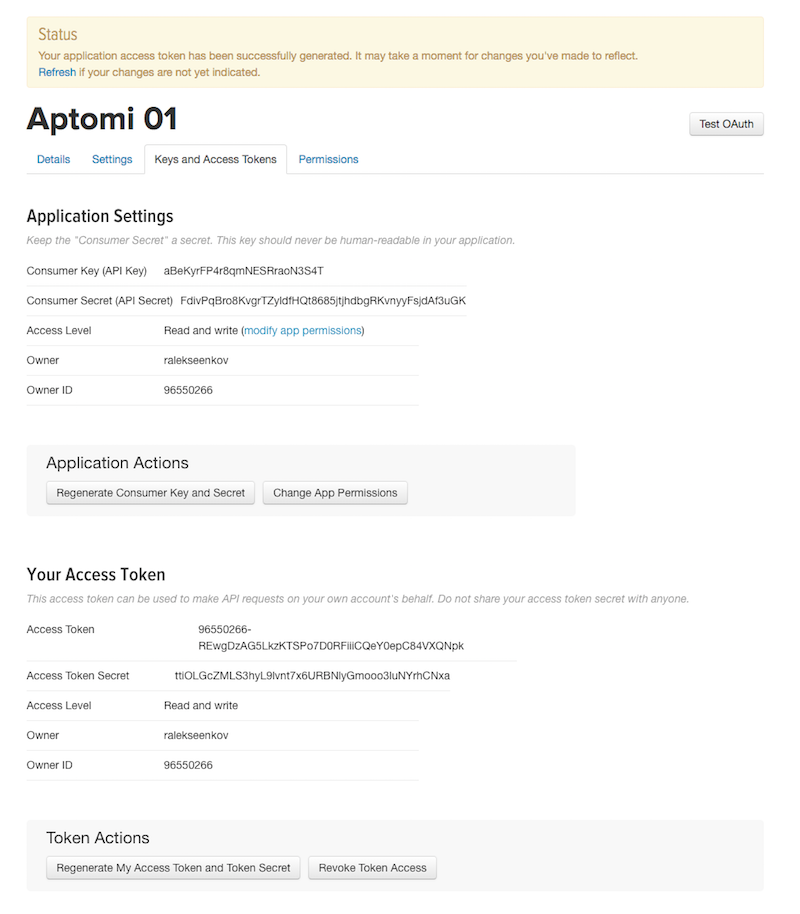 Status
Your application access token has been successfully generated. It may take a moment for changes you've made to reflect.
Refresh if your changes are not yet indicated.
Aptomi 01
Test OAuth
Details Settings Keys and Access Tokens Permissions
Application Settings
Keep the "Consumer Secret" a secret. This key should never be human-readable in your application.
Consumer Key (API Key) aBeKyrFP4r8qmNESRraoN3S4T
Consumer Secret (API Secret)
Access Level Read and write (modify app permissions)
Owner ralekseenkov
Owner ID 96550266
Application Actions
Regenerate Consumer Key and Secret Change App Permissions
Your Access Token
This access token can be used to make API requests on your own account's behalf. Do not share your access token secret with anyone.
Access Token 96550266-
Access Token Secret
Access Level Read and write
Owner ralekseenkov
Owner ID 96550266
Token Actions
Regenerate My Access Token and Token Secret Revoke Token Access